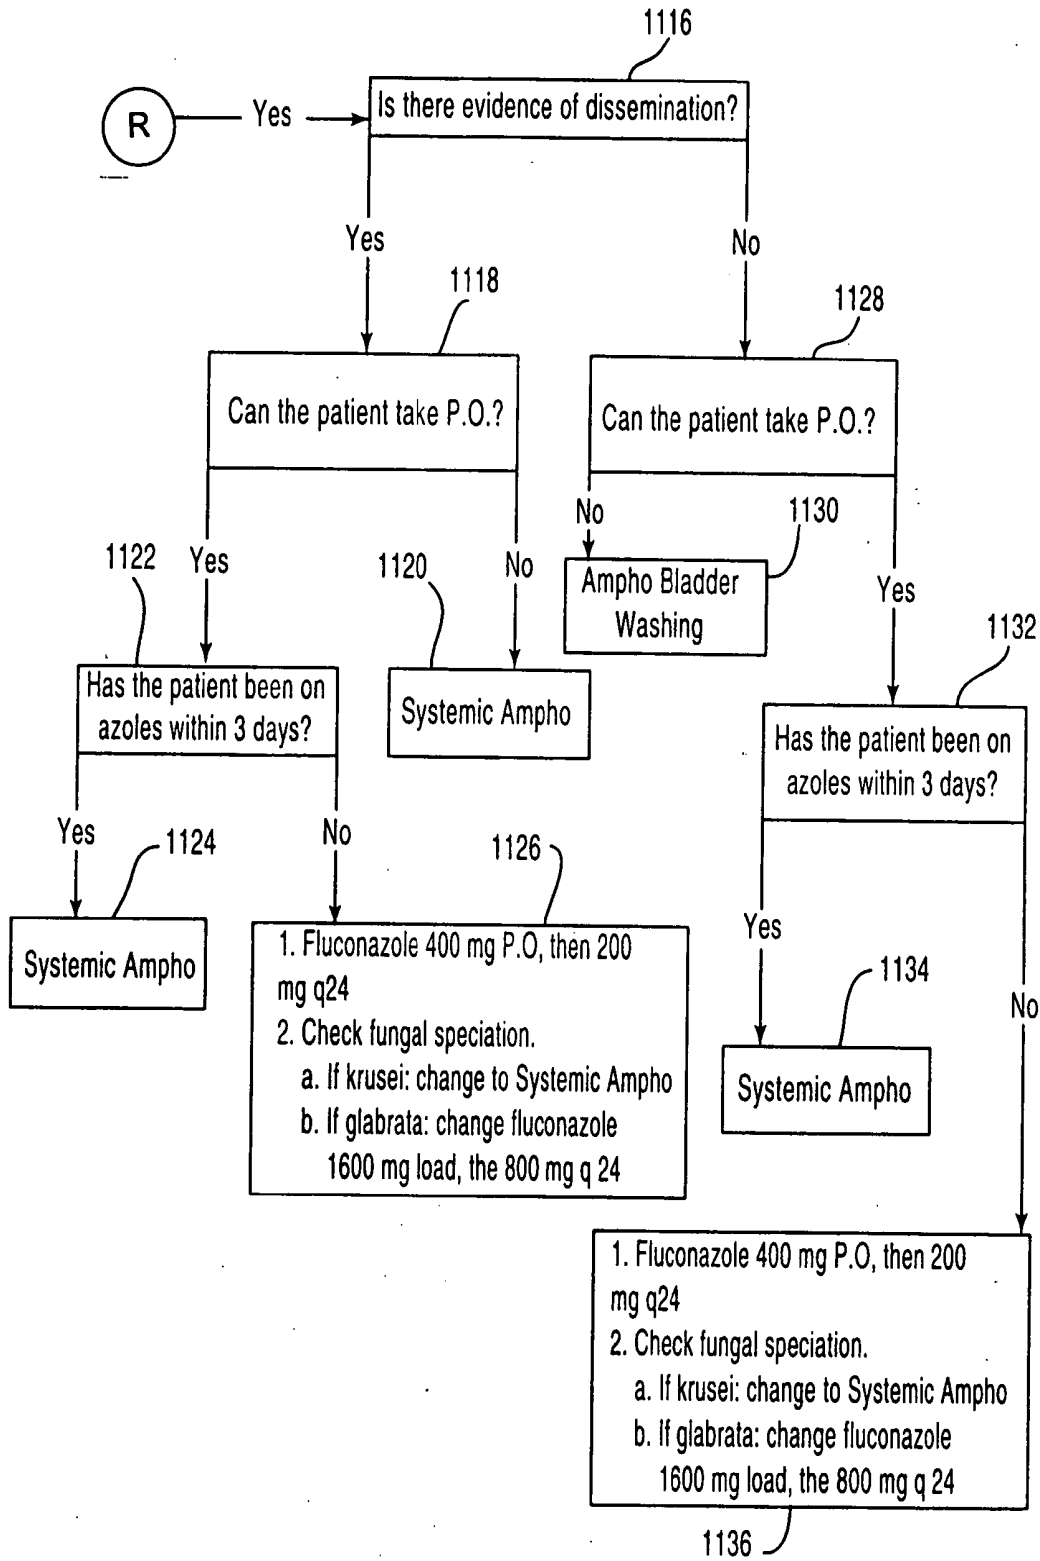 1116
R
Yes
Is there evidence of dissemination?
Yes
No
1118
1128
Can the patient take P.O.?
Can the patient take P.O.?
No
1130
1122
Yes
1120
No
Ampho Bladder
Washing
Yes
1132
Has the patient been on
azoles within 3 days?
Systemic Ampho
Has the patient been on
azoles within 3 days?
Yes
1124
No
1126
Yes
Systemic Ampho
1. Fluconazole 400 mg P.O, then 200
mg q24
2. Check fungal speciation.
a. If krusei: change to Systemic Ampho
b. If glabrata: change fluconazole
1600 mg load, the 800 mg q 24
1134
No
Systemic Ampho
1. Fluconazole 400 mg P.O, then 200
mg q24
2. Check fungal speciation.
a. If krusei: change to Systemic Ampho
b. If glabrata: change fluconazole
1600 mg load, the 800 mg q 24
1136